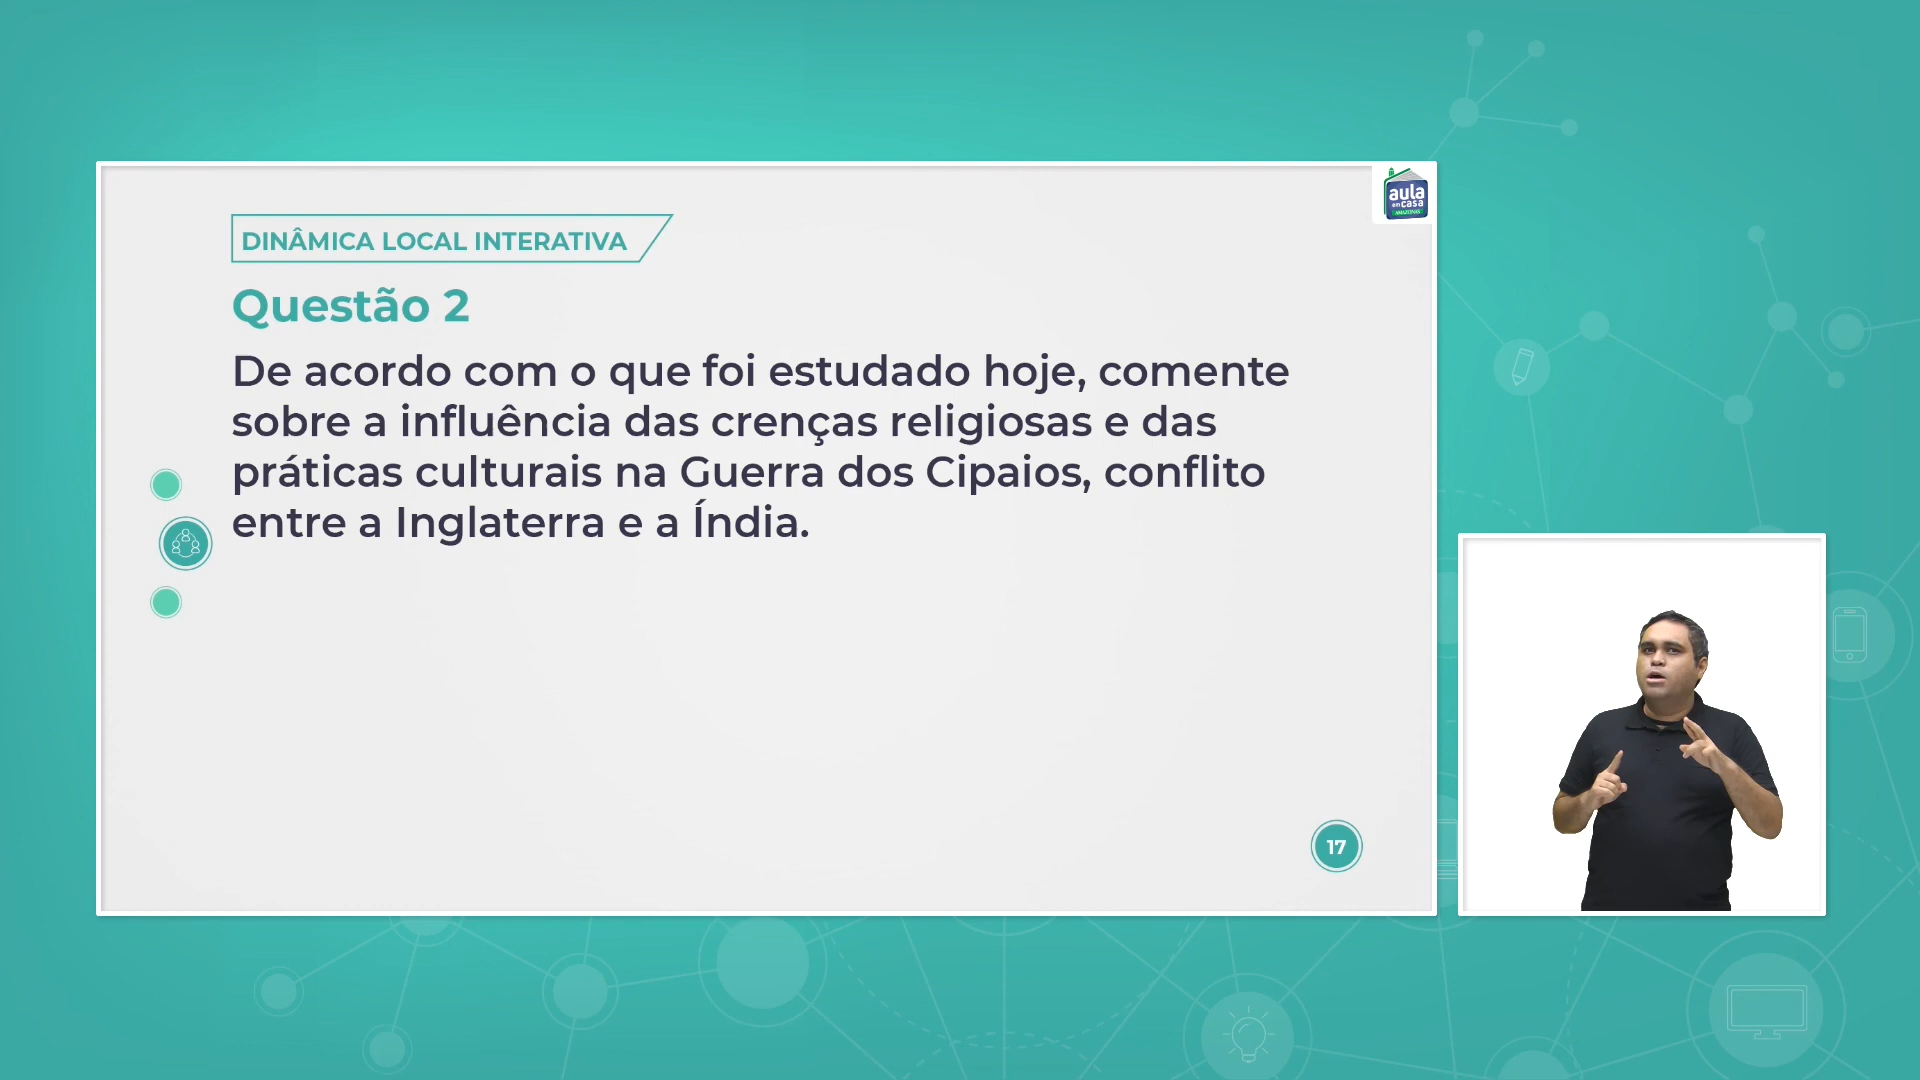 aula
em casa
AMAZONAS
DINÂMICA LOCAL INTERATIVA
Questão 2
De acordo com o que foi estudado hoje, comente
sobre a influência das crenças religiosas e das
práticas culturais na Guerra dos Cipaios, conflito
entre a Inglaterra e a Índia.
17